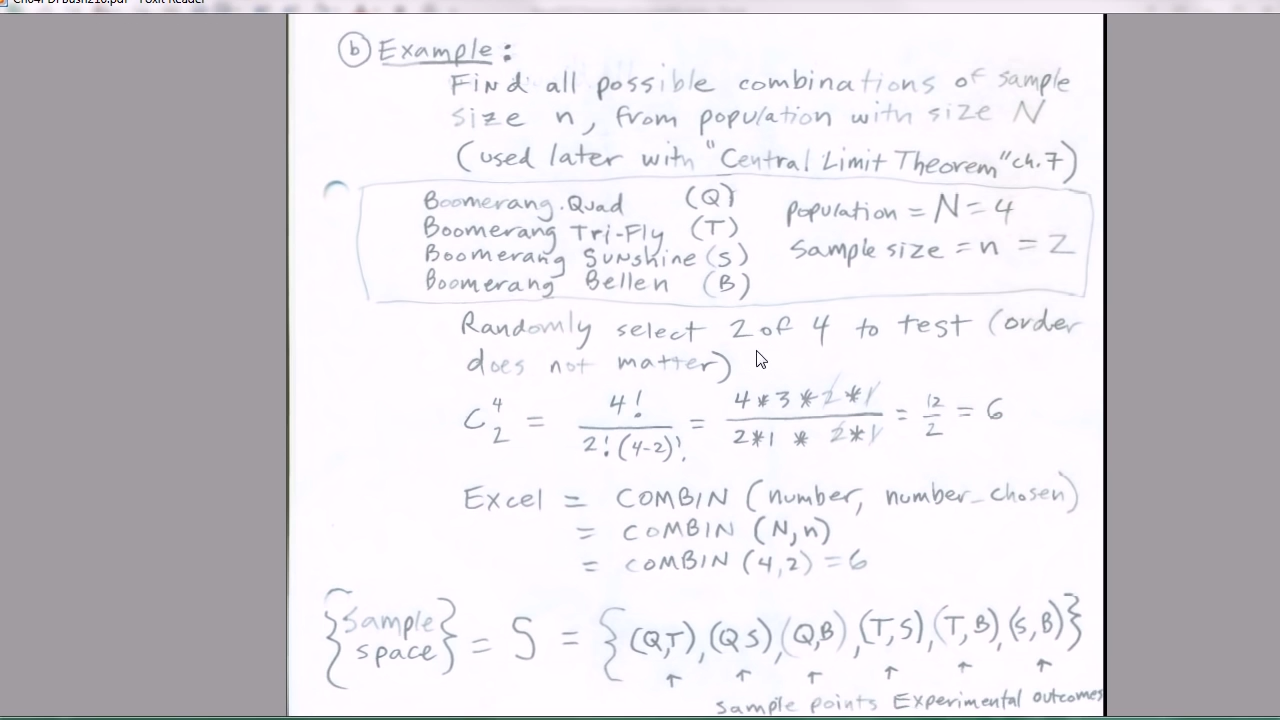 ⓑ Example:
Find all possible combinations of sample
size n, from population with size N
(used later with "Central Limit Theorem" ch.7)
Boomerang Quad (Q) population = N = 4
Boomerang Tri-Fly (T)
Boomerang Sunshine (S) Sample size = n = 2
Boomerang Bellen (B)
Randomly select 2 of 4 to test (order
does not matter)
C⁴₂ = 4! / 2!(4-2)! = 4*3*2*1 / 2*1 * 2*1 = 12/2 = 6
Excel = COMBIN (number, number_chosen)
= COMBIN (N,n)
= COMBIN (4,2) = 6
{Sample space} = S = {(Q,T), (Q S), (Q,B), (T,S), (T,B), (S,B)}
↑ ↑ ↑ ↑ ↑ ↑
Sample points Experimental outcomes